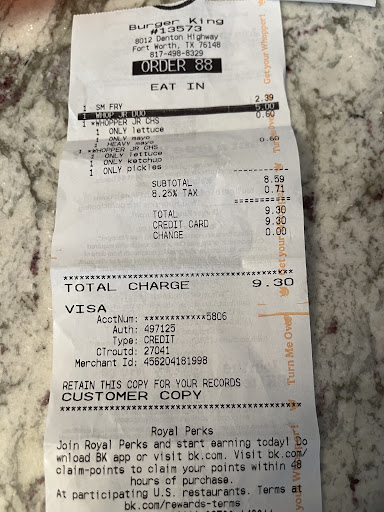 Burger King
#13573
8012 Denton Highway
Fort Worth, TX 76148
817-498-8329
ORDER 88
EAT IN
1 SM FRY 2.39
1 WHOP JR DUO 5.00
1 *WHOPPER JR CHS 0.60
1 ONLY lettuce
1 ONLY mayo
1 HEAVY mayo
1 *WHOPPER JR CHS 0.60
1 ONLY lettuce
1 ONLY ketchup
1 ONLY pickles
SUBTOTAL 8.59
8.25% TAX 0.71
TOTAL 9.30
CREDIT CARD 9.30
CHANGE 0.00
TOTAL CHARGE 9.30
VISA
AcctNum: ************5806
Auth: 497125
Type: CREDIT
CTroutd: 27041
Merchant Id: 456204181998
RETAIN THIS COPY FOR YOUR RECORDS
CUSTOMER COPY
Royal Perks
Join Royal Perks and start earning today! Do
wnload BK app or visit bk.com. Visit bk.com/
claim-points to claim your points within 48
hours of purchase.
At participating U.S. restaurants. Terms at
bk.com/rewards-terms
Get your Whopper!
Turn Me Over